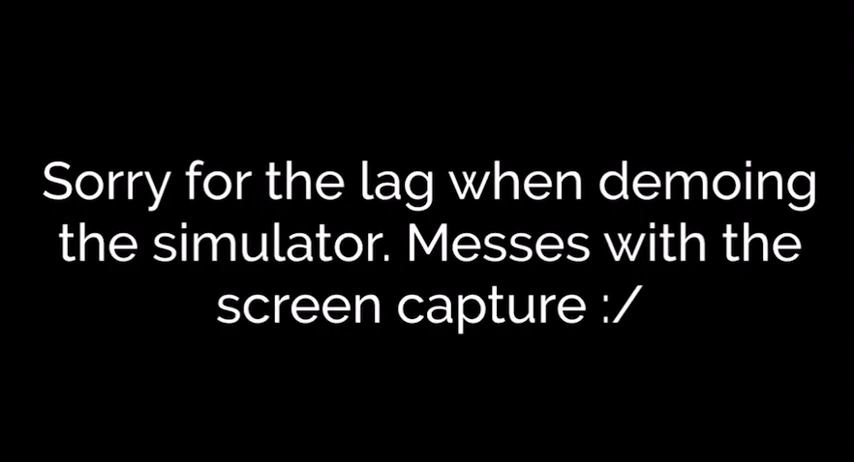 Sorry for the lag when demoing
the simulator. Messes with the
screen capture :/